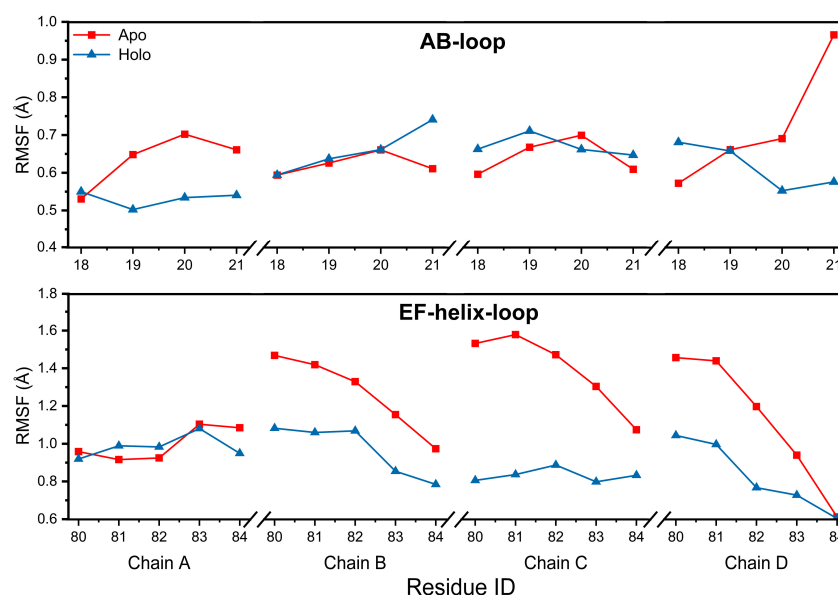 1.0
0.9
0.8
0.7
0.6
0.5
0.4
RMSF (Å)
Apo
Holo
AB-loop
18 19 20 21 18 19 20 21 18 19 20 21 18 19 20 21
1.8
1.6
1.4
1.2
1.0
0.8
0.6
RMSF (Å)
EF-helix-loop
80 81 82 83 84 80 81 82 83 84 80 81 82 83 84 80 81 82 83 84
Chain A Chain B Chain C Chain D
Residue ID